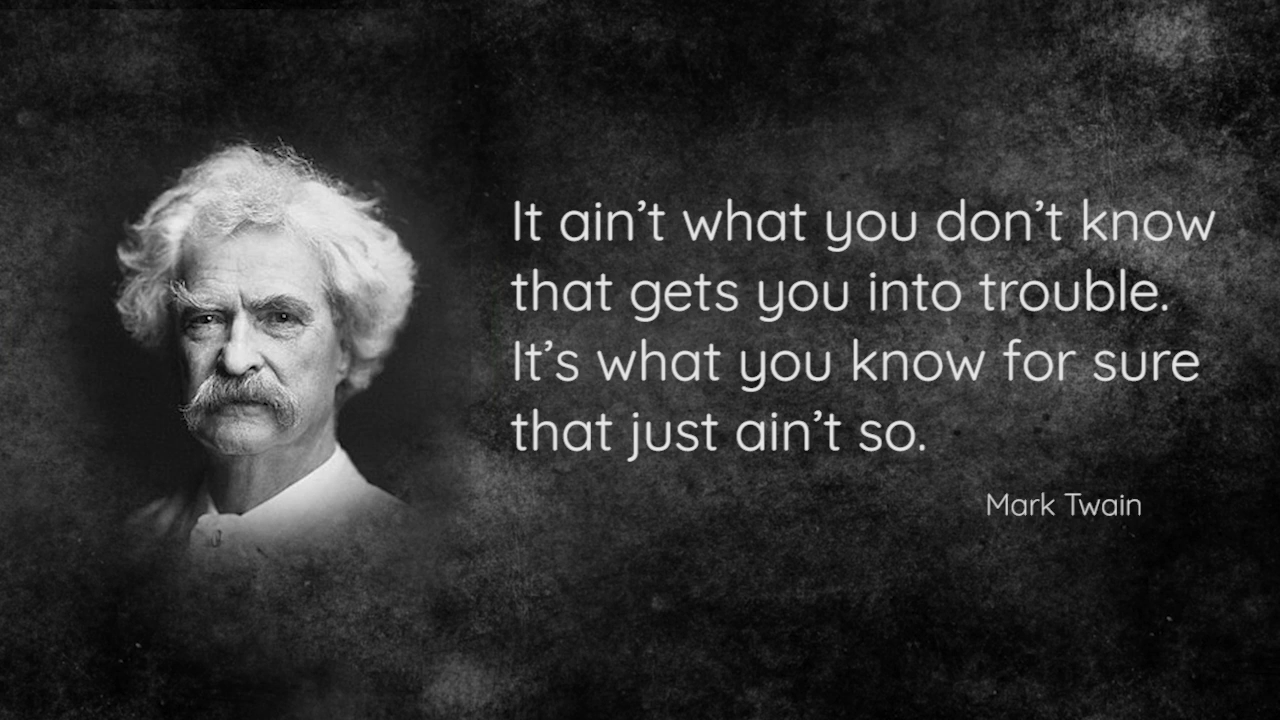 It ain’t what you don’t know
that gets you into trouble.
It’s what you know for sure
that just ain’t so.
Mark Twain